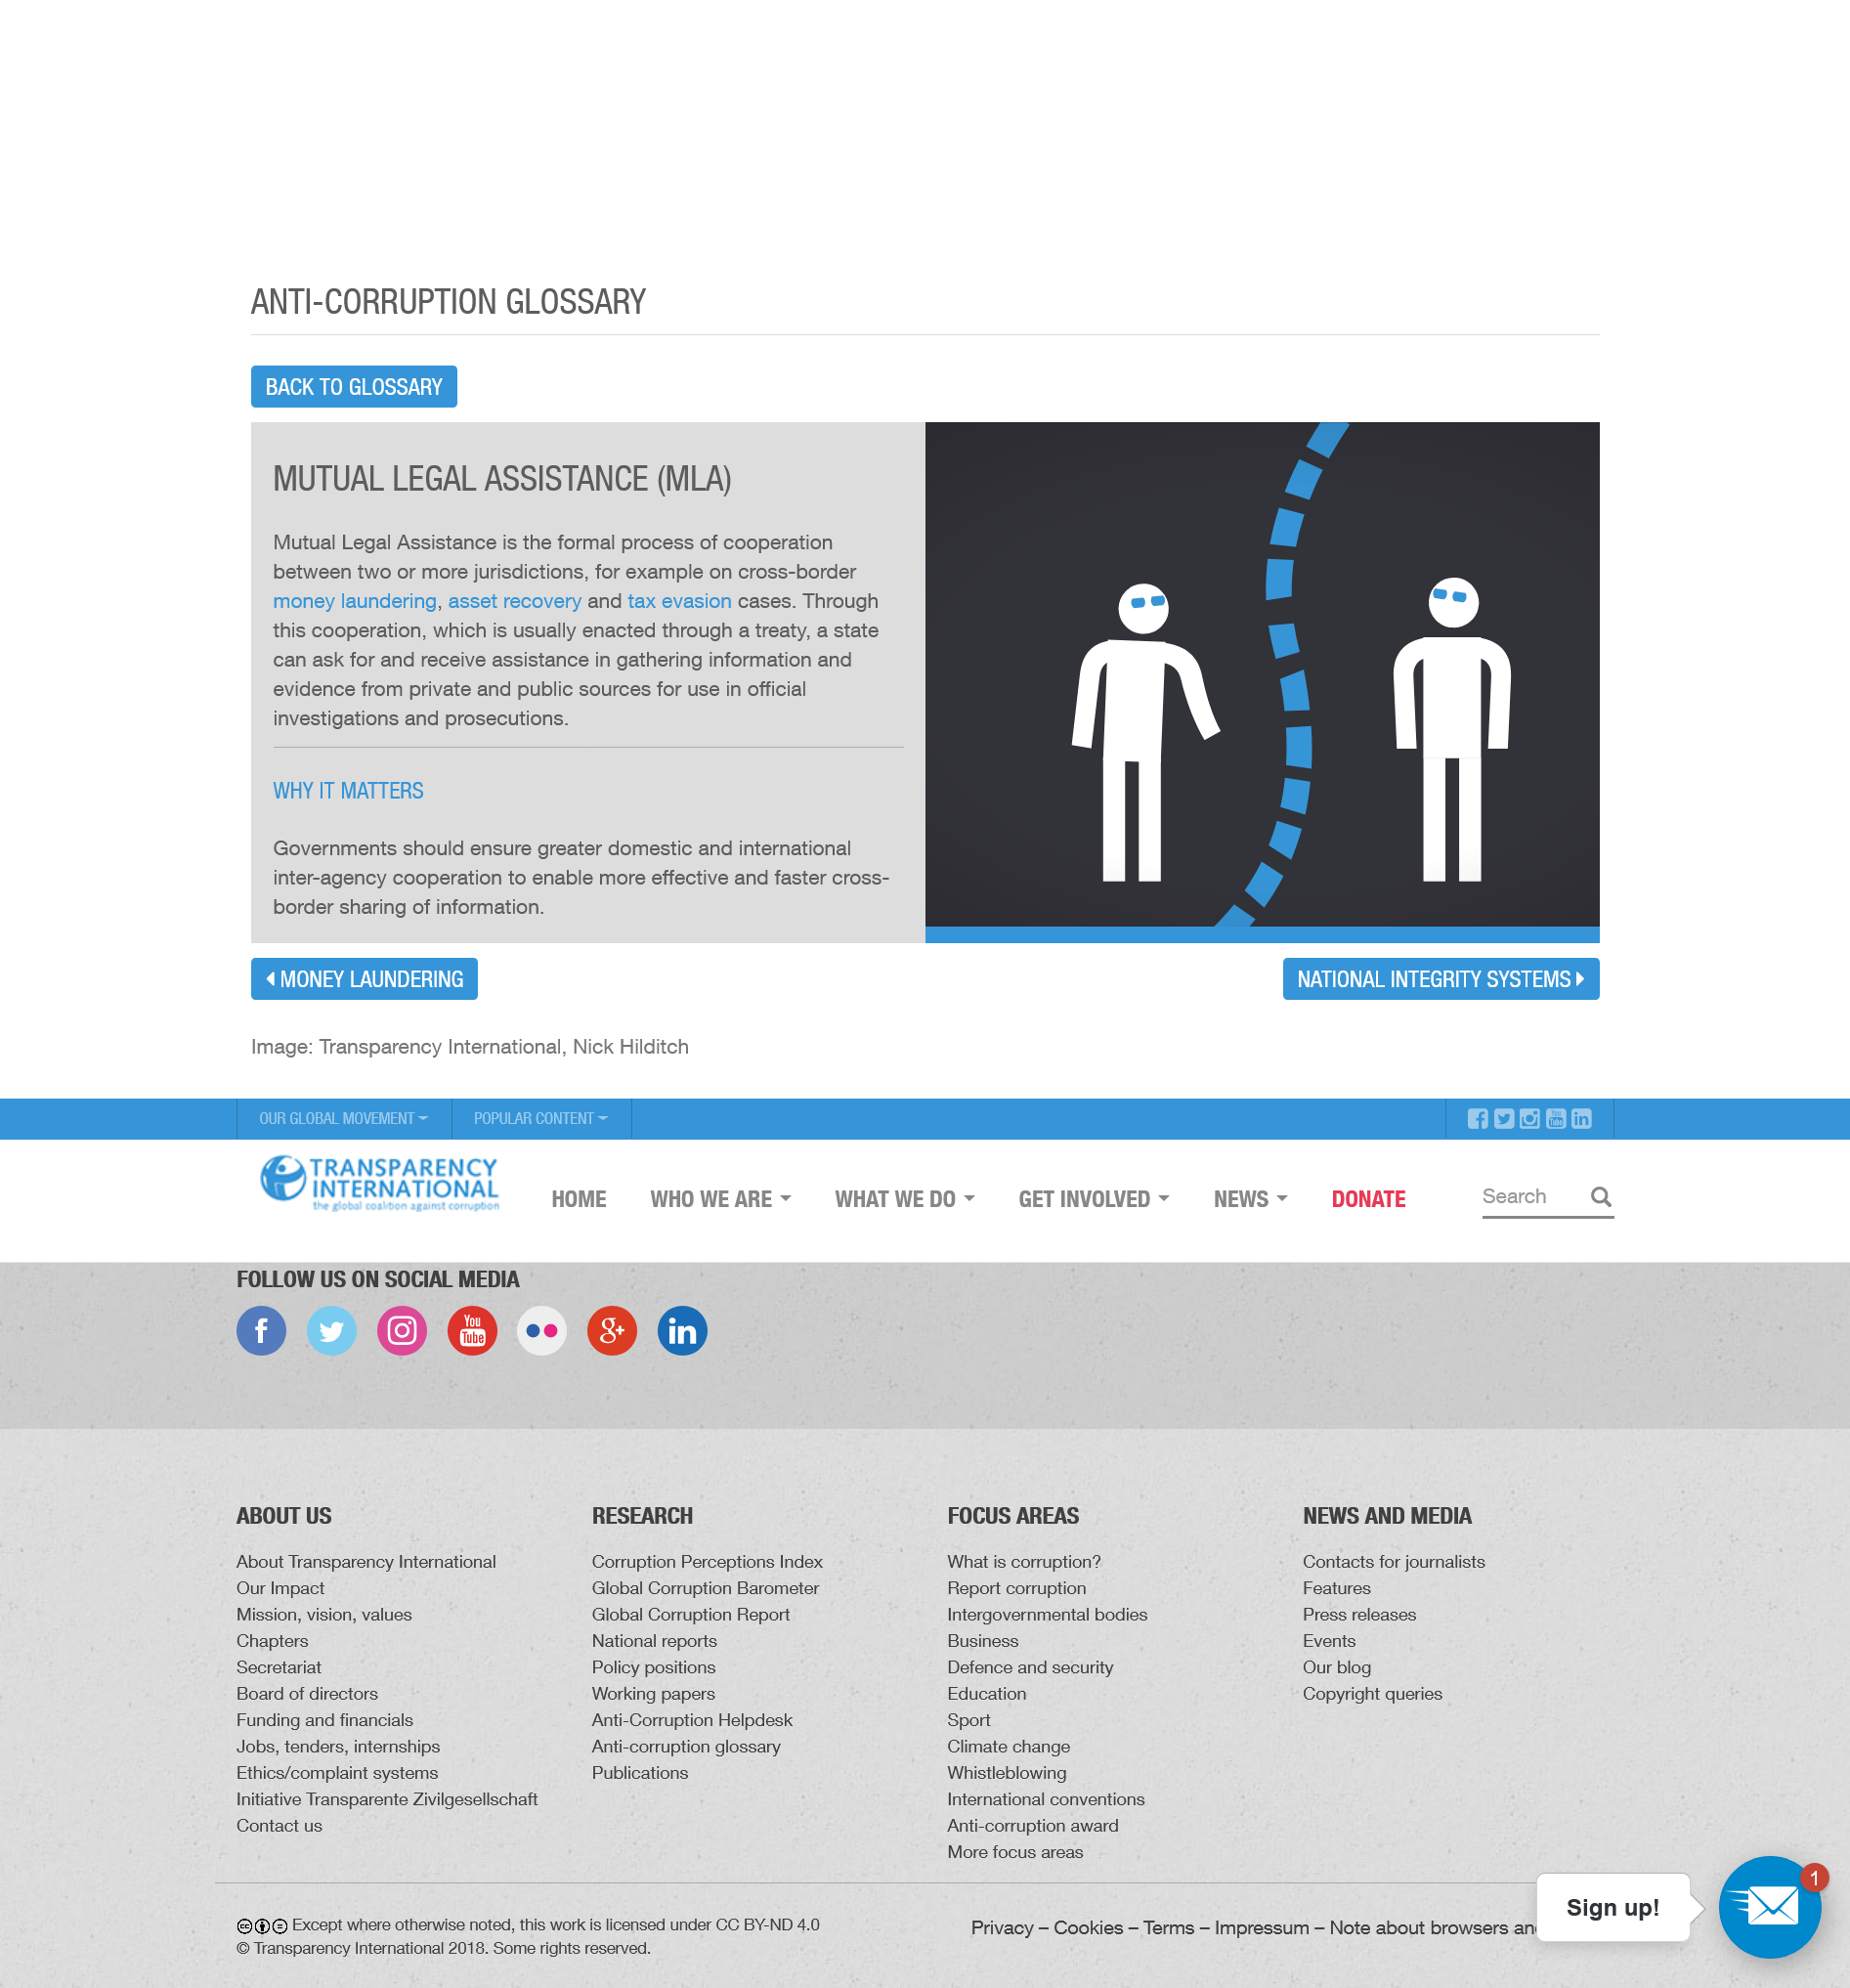 ANTI-CORRUPTION GLOSSARY
BACK TO GLOSSARY
MUTUAL LEGAL ASSISTANCE (MLA)
Mutual Legal Assistance is the formal process of cooperation
between two or more jurisdictions, for example on cross-border
money laundering, asset recovery and tax evasion cases. Through
this cooperation, which is usually enacted through a treaty, a state
can ask for and receive assistance in gathering information and
evidence from private and public sources for use in official
investigations and prosecutions.
WHY IT MATTERS
Governments should ensure greater domestic and international
inter-agency cooperation to enable more effective and faster cross-
border sharing of information.
MONEY LAUNDERING
NATIONAL INTEGRITY SYSTEMS
Image: Transparency International, Nick Hilditch
OUR GLOBAL MOVEMENT
POPULAR CONTENT
TRANSPARENCY
INTERNATIONAL
the global coalition against corruption
HOME
WHO WE ARE
WHAT WE DO
GET INVOLVED
NEWS
DONATE
Search
FOLLOW US ON SOCIAL MEDIA
You
Tube
ABOUT US
About Transparency International
Our Impact
Mission, vision, values
Chapters
Secretariat
Board of directors
Funding and financials
Jobs, tenders, internships
Ethics/complaint systems
Initiative Transparente Zivilgesellschaft
Contact us
RESEARCH
Corruption Perceptions Index
Global Corruption Barometer
Global Corruption Report
National reports
Policy positions
Working papers
Anti-Corruption Helpdesk
Anti-corruption glossary
Publications
FOCUS AREAS
What is corruption?
Report corruption
Intergovernmental bodies
Business
Defence and security
Education
Sport
Climate change
Whistleblowing
International conventions
Anti-corruption award
More focus areas
NEWS AND MEDIA
Contacts for journalists
Features
Press releases
Events
Our blog
Copyright queries
Except where otherwise noted, this work is licensed under CC BY-ND 4.0
© Transparency International 2018. Some rights reserved.
Privacy – Cookies – Terms – Impressum – Note about browsers and
Sign up!
1